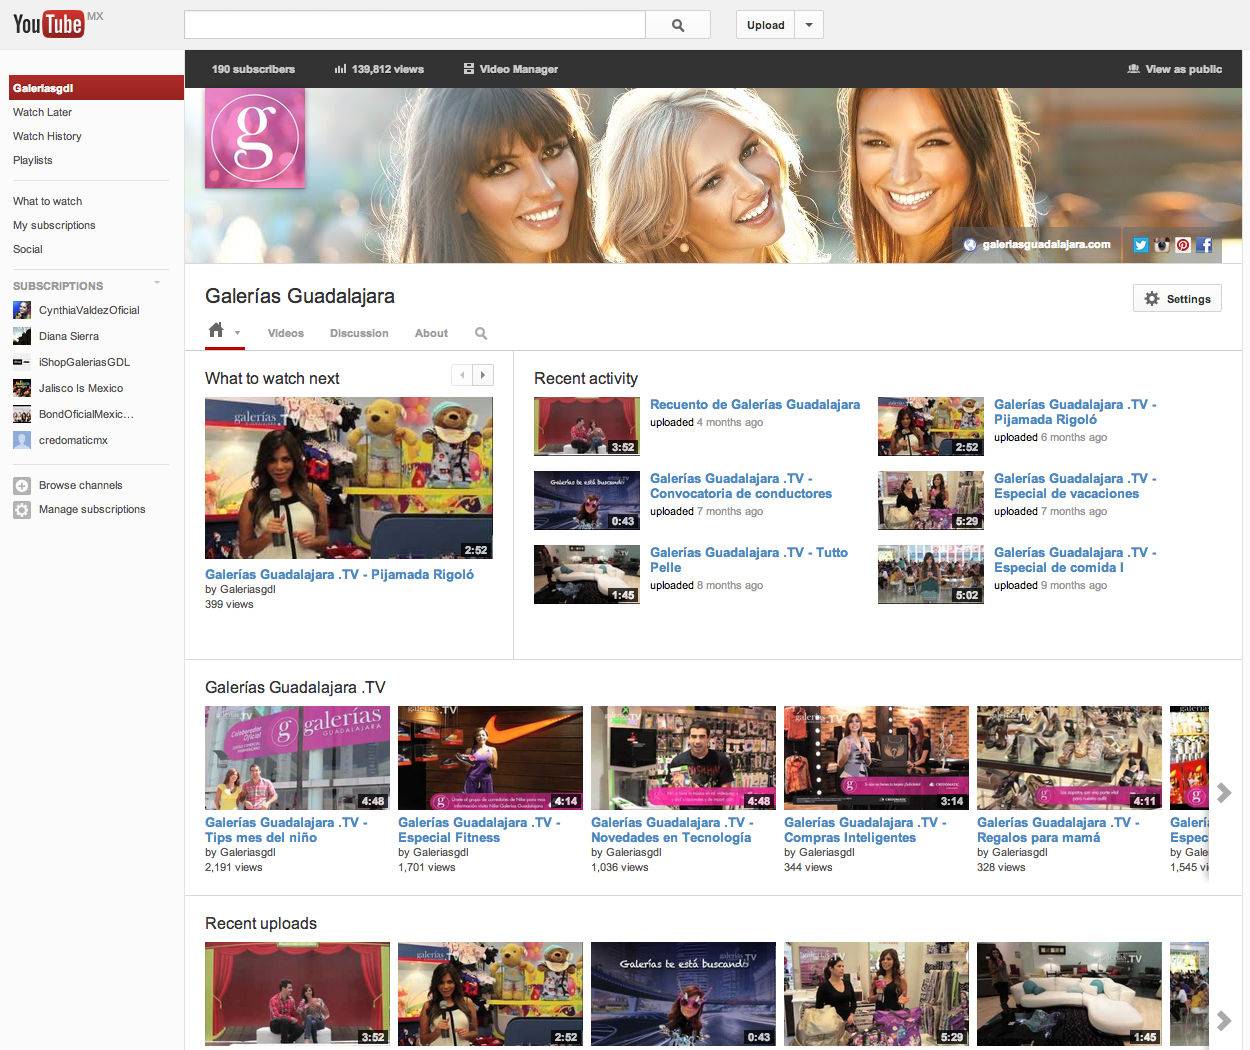 YouTube MX
Upload
190 subscribers
139,812 views
Video Manager
View as public
Galeriasgdl
Watch Later
Watch History
Playlists
What to watch
My subscriptions
Social
SUBSCRIPTIONS
CynthiaValdezOficial
Diana Sierra
iShopGaleriasGDL
Jalisco Is Mexico
BondOficialMexic...
credomaticmx
Browse channels
Manage subscriptions
g
galeriasguadalajara.com
Galerías Guadalajara
Settings
Videos
Discussion
About
What to watch next
galerías.TV
2:52
Galerías Guadalajara .TV - Pijamada Rigoló
by Galeriasgdl
399 views
Recent activity
3:52
Recuento de Galerías Guadalajara
uploaded 4 months ago
2:52
Galerías Guadalajara .TV -
Pijamada Rigoló
uploaded 6 months ago
Galerías te está buscando
0:43
Galerías Guadalajara .TV -
Convocatoria de conductores
uploaded 7 months ago
5:29
Galerías Guadalajara .TV -
Especial de vacaciones
uploaded 7 months ago
1:45
Galerías Guadalajara .TV - Tutto
Pelle
uploaded 8 months ago
5:02
Galerías Guadalajara .TV -
Especial de comida I
uploaded 9 months ago
Galerías Guadalajara .TV
galerías
GUADALAJARA
4:48
Galerías Guadalajara .TV -
Tips mes del niño
by Galeriasgdl
2,191 views
4:14
Galerías Guadalajara .TV -
Especial Fitness
by Galeriasgdl
1,701 views
4:48
Galerías Guadalajara .TV -
Novedades en Tecnología
by Galeriasgdl
1,036 views
3:14
Galerías Guadalajara .TV -
Compras Inteligentes
by Galeriasgdl
344 views
Los zapatos son una parte vital
para nuestro outfit
4:11
Galerías Guadalajara .TV -
Regalos para mamá
by Galeriasgdl
328 views
Galerí
Espec
by Gale
1,545 vi
Recent uploads
3:52
galerías.TV
2:52
Galerías te está buscando
0:43
5:29
1:45